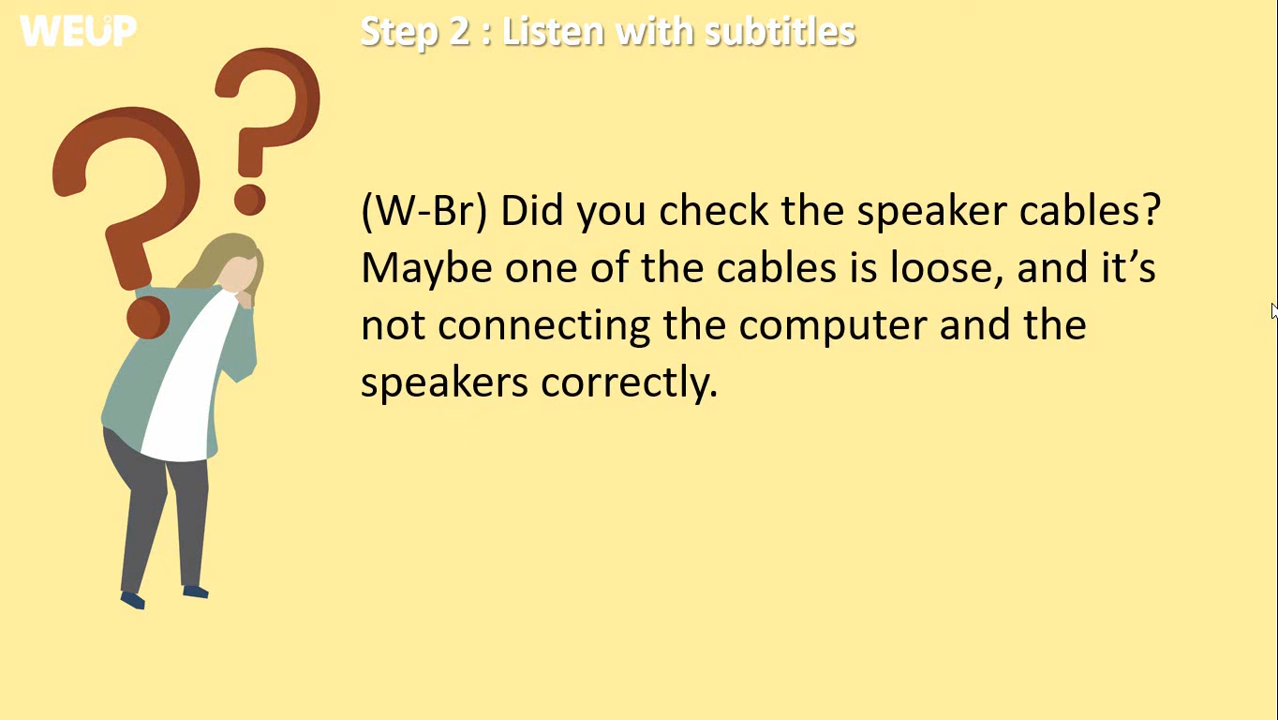 WEUP
Step 2 : Listen with subtitles
(W-Br) Did you check the speaker cables?
Maybe one of the cables is loose, and it’s
not connecting the computer and the
speakers correctly.